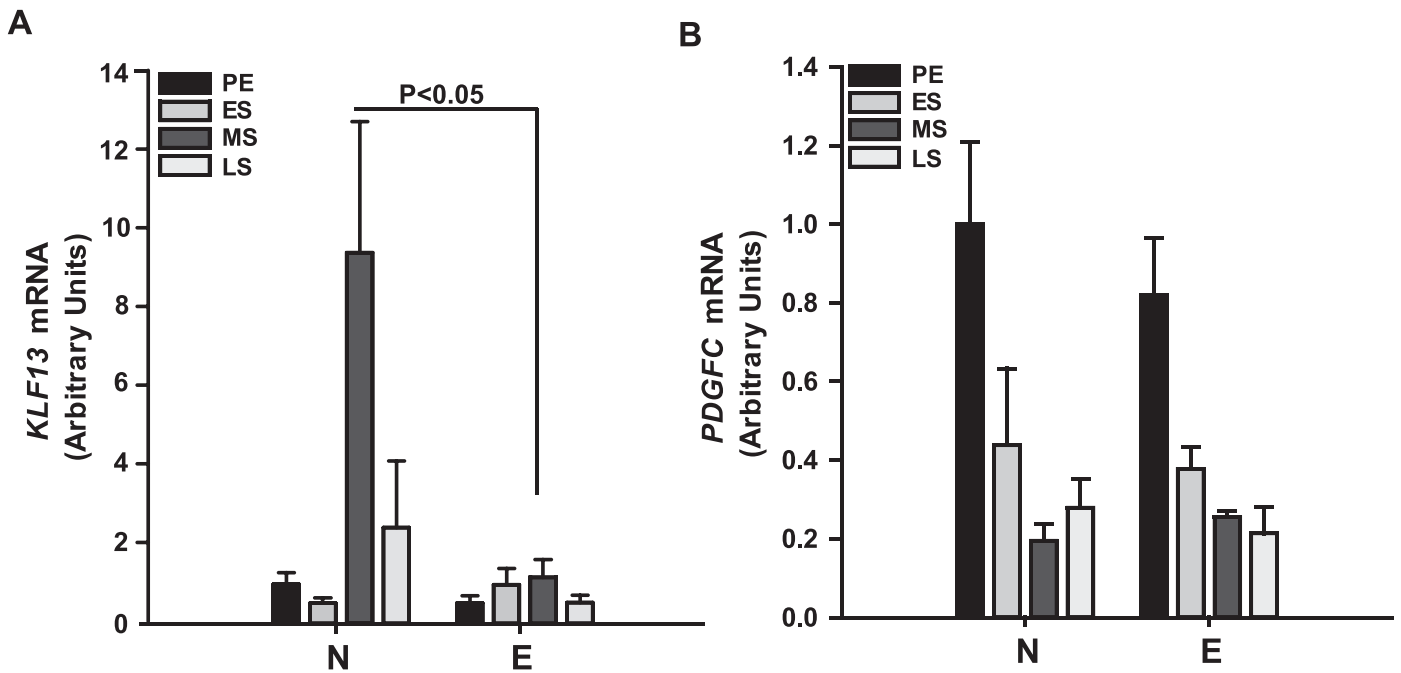 A
KLF13 mRNA
(Arbitrary Units)
14
12
10
8
6
4
2
0
PE
ES
MS
LS
P<0.05
N E
B
PDGFC mRNA
(Arbitrary Units)
1.4
1.2
1.0
0.8
0.6
0.4
0.2
0.0
PE
ES
MS
LS
N E